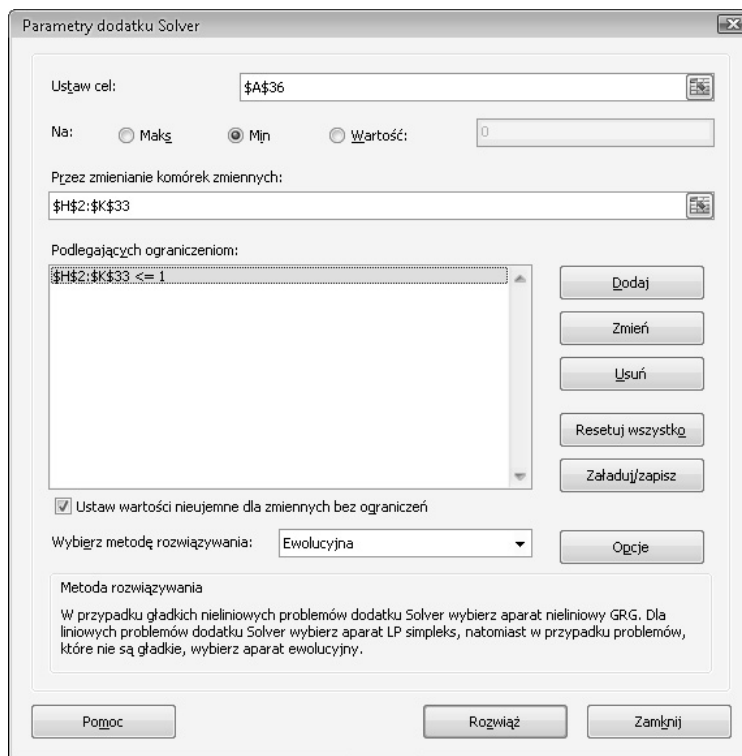 Parametry dodatku Solver
Ustaw cel: $A$36
Na: Maks Min Wartość: 0
Przez zmienianie komórek zmiennych:
$H$2:$K$33
Podlegających ograniczeniom:
$H$2:$K$33 <= 1
Dodaj
Zmień
Usuń
Resetuj wszystko
Załaduj/zapisz
Ustaw wartości nieujemne dla zmiennych bez ograniczeń
Wybierz metodę rozwiązywania: Ewolucyjna
Opcje
Metoda rozwiązywania
W przypadku gładkich nieliniowych problemów dodatku Solver wybierz aparat nieliniowy GRG. Dla
liniowych problemów dodatku Solver wybierz aparat LP simpleks, natomiast w przypadku problemów,
które nie są gładkie, wybierz aparat ewolucyjny.
Pomoc Rozwiąż Zamknij